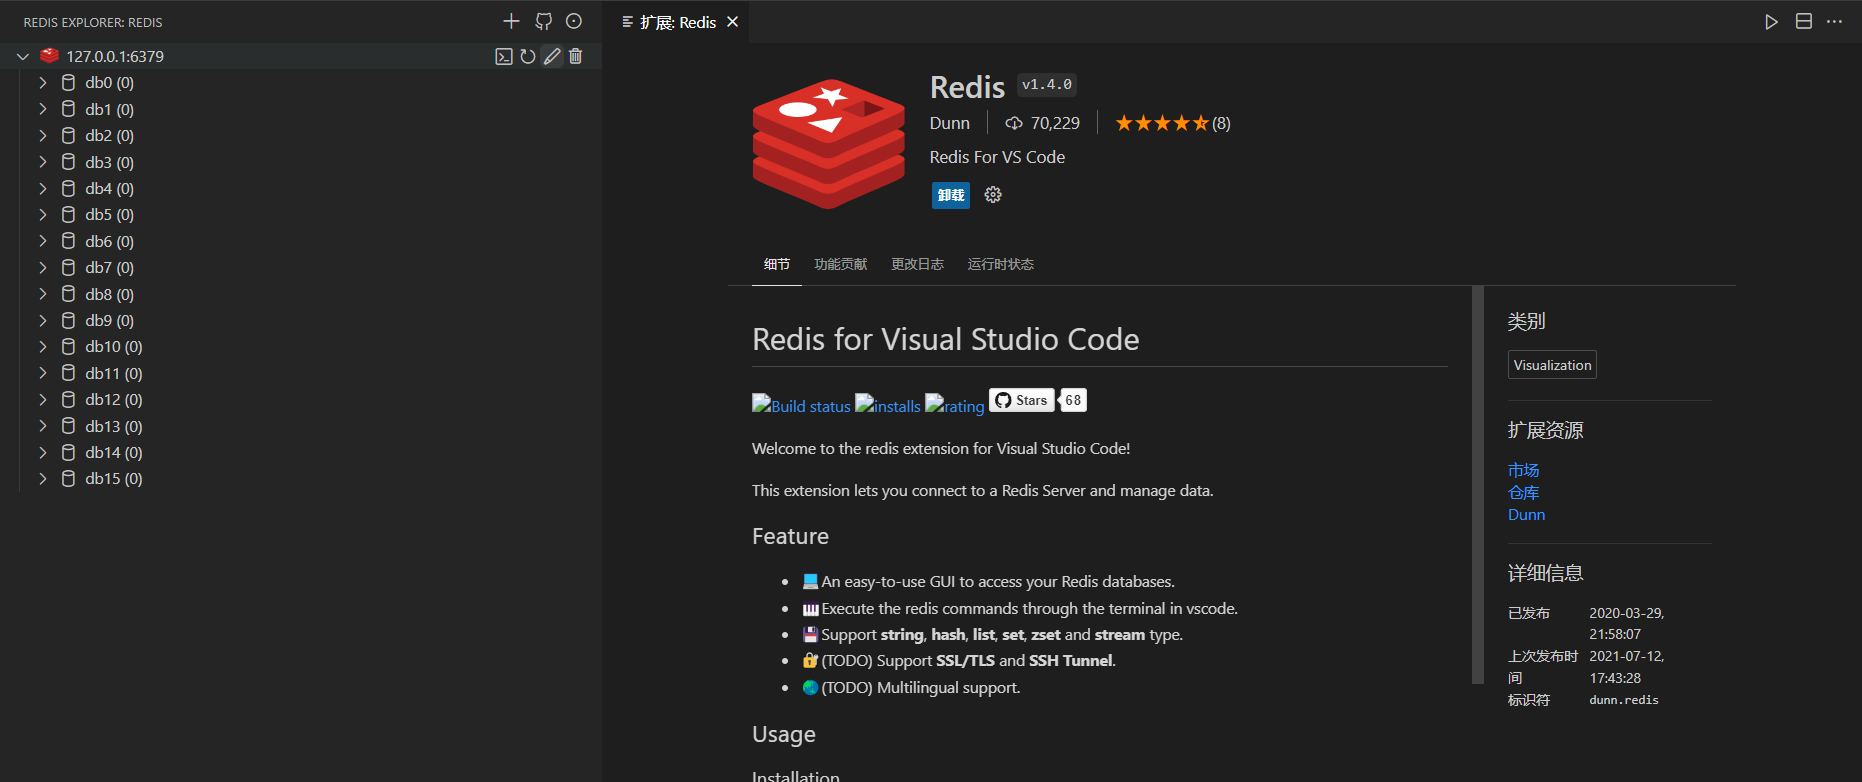 REDIS EXPLORER: REDIS
127.0.0.1:6379
db0 (0)
db1 (0)
db2 (0)
db3 (0)
db4 (0)
db5 (0)
db6 (0)
db7 (0)
db8 (0)
db9 (0)
db10 (0)
db11 (0)
db12 (0)
db13 (0)
db14 (0)
db15 (0)
扩展: Redis
Redis v1.4.0
Dunn 70,229 (8)
Redis For VS Code
卸载
细节 功能贡献 更改日志 运行时状态
Redis for Visual Studio Code
Build status installs rating Stars 68
Welcome to the redis extension for Visual Studio Code!
This extension lets you connect to a Redis Server and manage data.
Feature
An easy-to-use GUI to access your Redis databases.
Execute the redis commands through the terminal in vscode.
Support string, hash, list, set, zset and stream type.
(TODO) Support SSL/TLS and SSH Tunnel.
(TODO) Multilingual support.
Usage
Installation
类别
Visualization
扩展资源
市场
仓库
Dunn
详细信息
已发布 2020-03-29,
21:58:07
上次发布时 2021-07-12,
间 17:43:28
标识符 dunn.redis